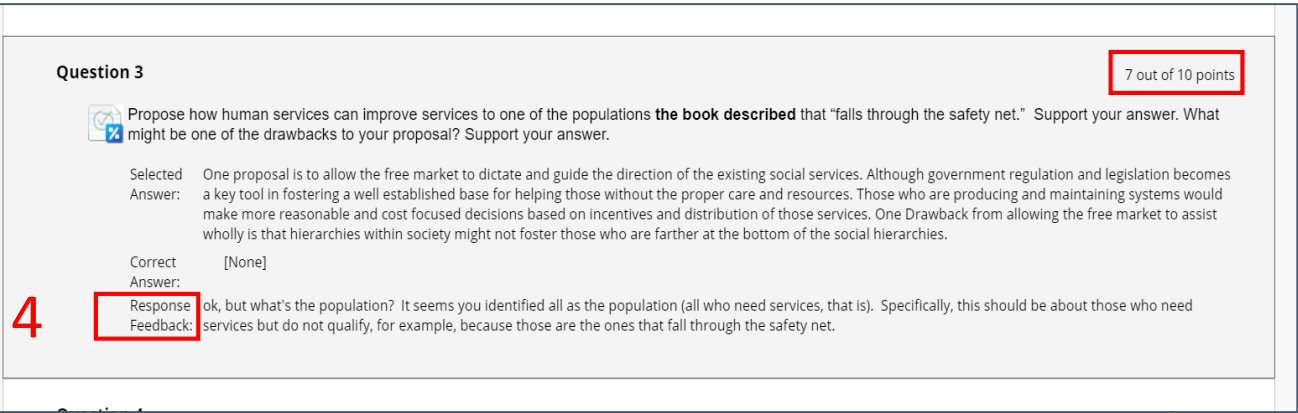 Question 3
7 out of 10 points
Propose how human services can improve services to one of the populations the book described that “falls through the safety net.” Support your answer. What
might be one of the drawbacks to your proposal? Support your answer.
Selected One proposal is to allow the free market to dictate and guide the direction of the existing social services. Although government regulation and legislation becomes
Answer: a key tool in fostering a well established base for helping those without the proper care and resources. Those who are producing and maintaining systems would
make more reasonable and cost focused decisions based on incentives and distribution of those services. One Drawback from allowing the free market to assist
wholly is that hierarchies within society might not foster those who are farther at the bottom of the social hierarchies.
Correct [None]
Answer:
4
Response ok, but what's the population? It seems you identified all as the population (all who need services, that is). Specifically, this should be about those who need
Feedback: services but do not qualify, for example, because those are the ones that fall through the safety net.